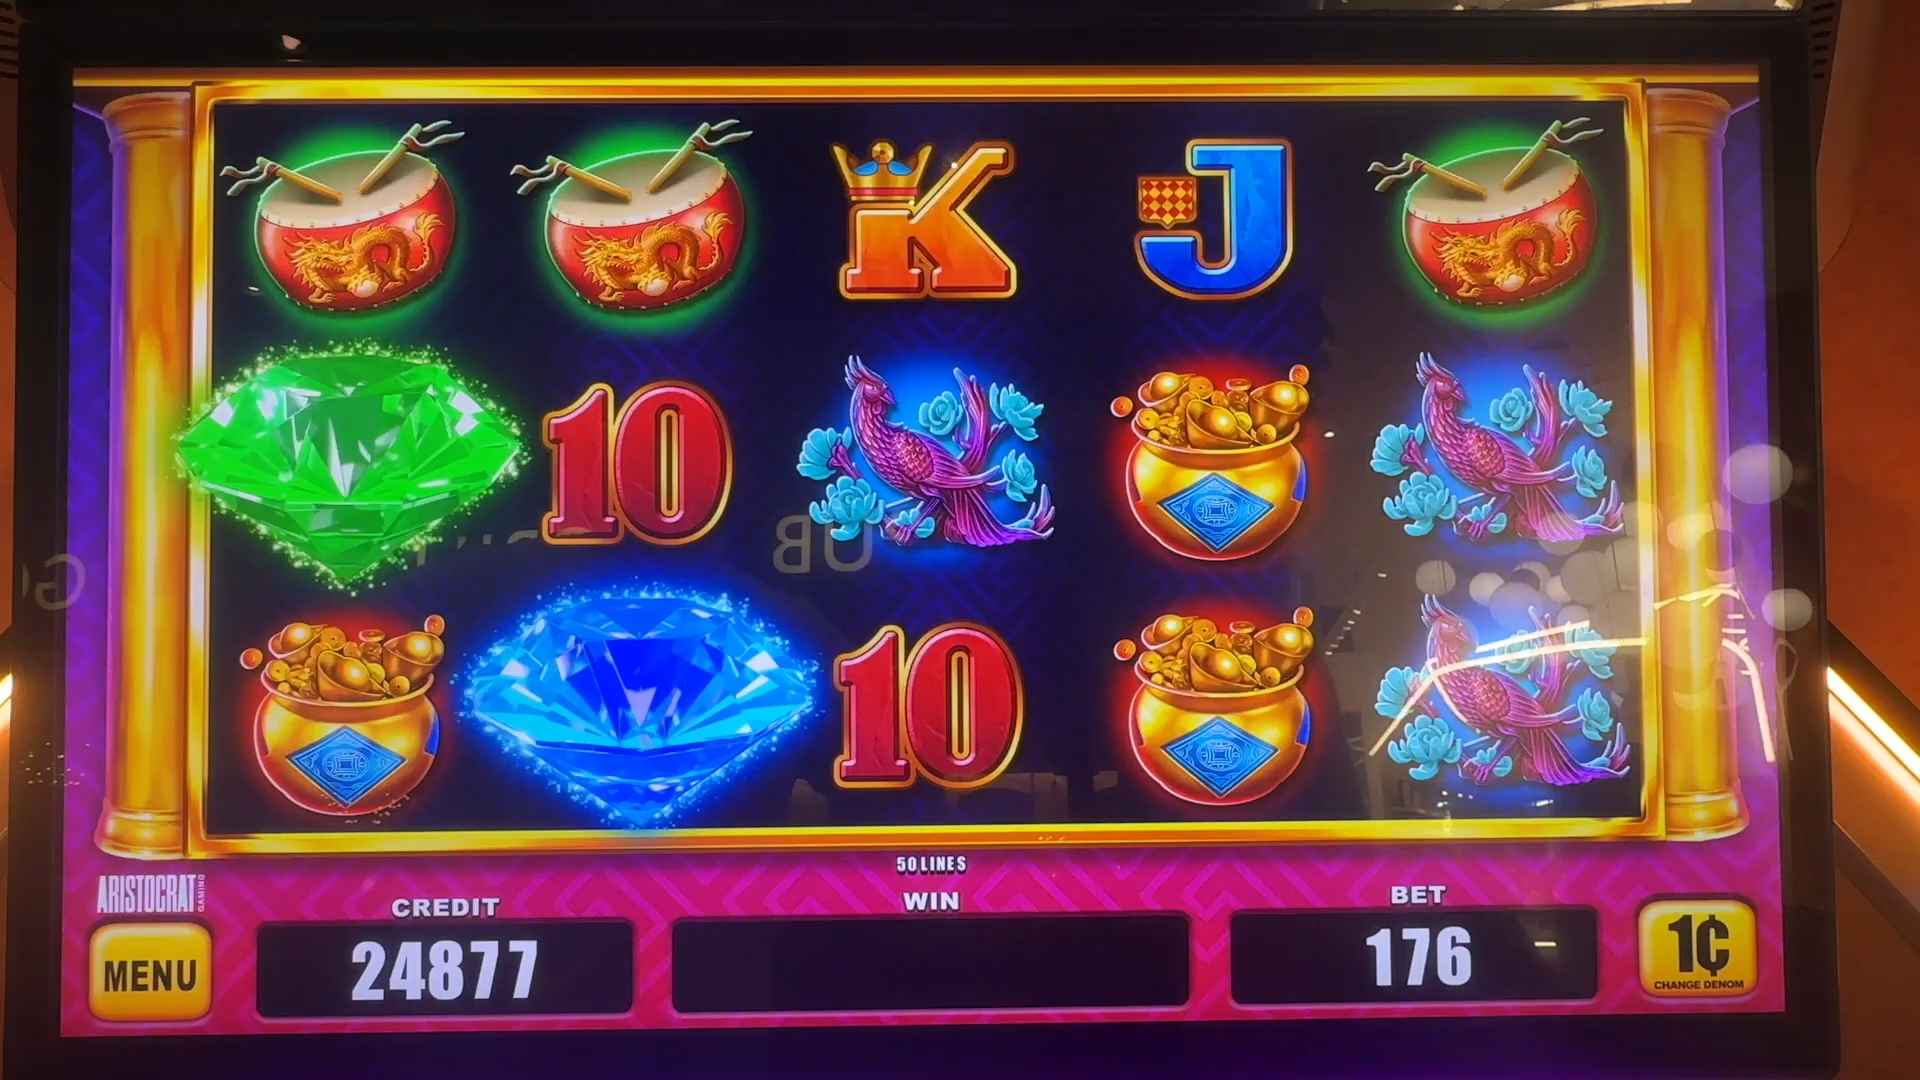 K J
10
10
50 LINES
ARISTOCRAT GAMING
CREDIT WIN BET
MENU 24877 176 1¢
CHANGE DENOM